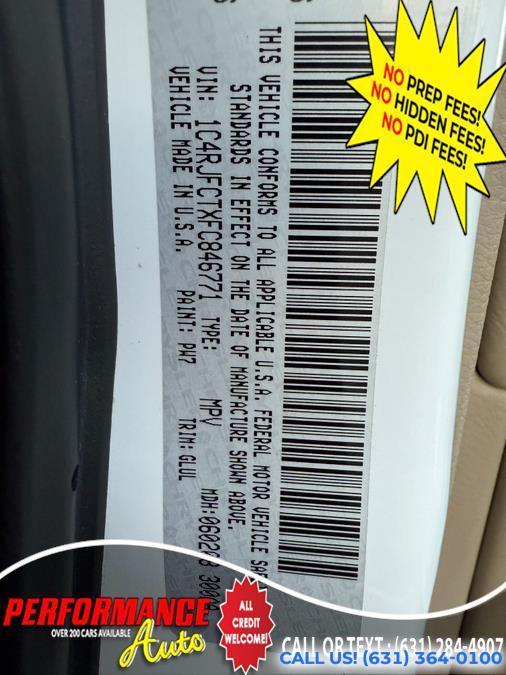 THIS VEHICLE CONFORMS TO ALL APPLICABLE U.S.A. FEDERAL MOTOR VEHICLE
STANDARDS IN EFFECT ON THE DATE OF MANUFACTURE SHOWN ABOVE.
VIN: 1C4RJFCTXFC846771 TYPE: MPV MDH:
VEHICLE MADE IN U.S.A. PAINT: PW7 TRIM: GLUL
NO PREP FEES!
NO HIDDEN FEES!
NO PDI FEES!
PERFORMANCE
OVER 200 CARS AVAILABLE
Auto
ALL
CREDIT
WELCOME!
CALL OR TEXT : (631) 284-4907
CALL US! (631) 364-0100